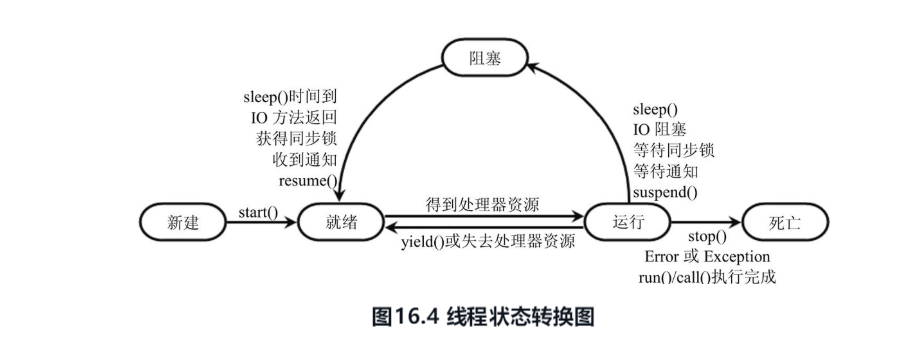 阻塞
sleep()时间到
IO 方法返回
获得同步锁
收到通知
resume()
sleep()
IO 阻塞
等待同步锁
等待通知
suspend()
新建
start()
就绪
得到处理器资源
yield()或失去处理器资源
运行
stop()
Error 或 Exception
run()/call()执行完成
死亡
图16.4 线程状态转换图